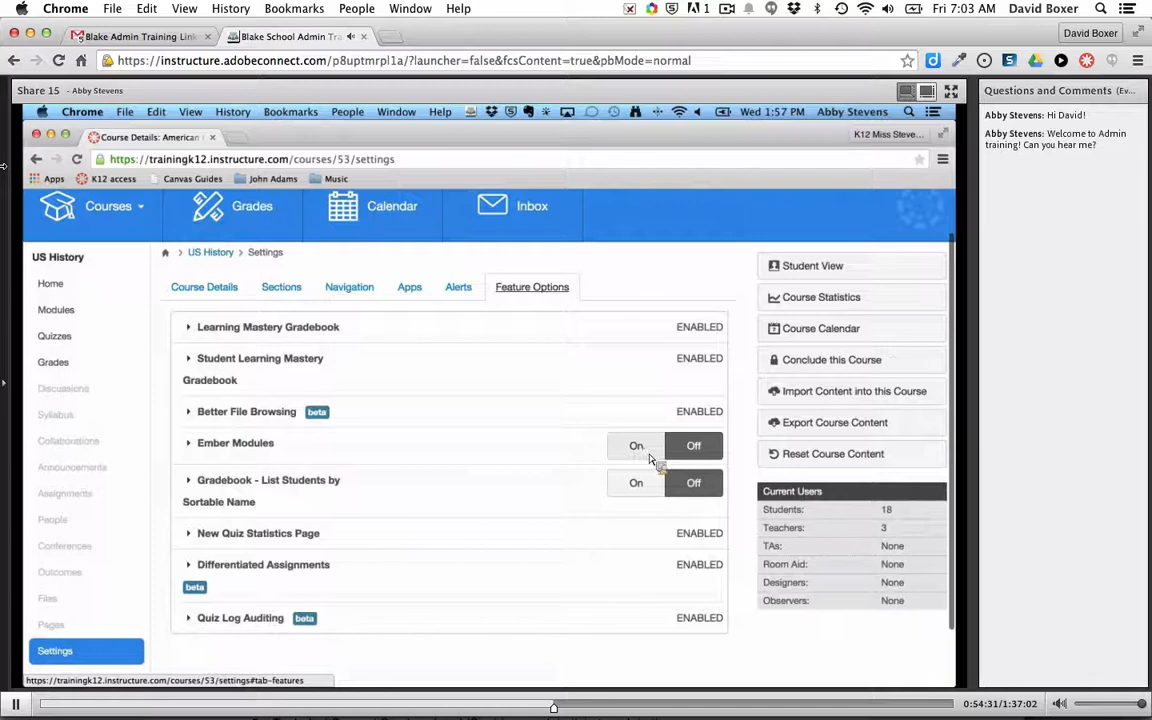 Chrome File Edit View History Bookmarks People Window Help 1 Fri 7:03 AM David Boxer
Blake Admin Training Link × Blake School Admin Tra × David Boxer
https://instructure.adobeconnect.com/p8uptmrpl1a/?launcher=false&fcsContent=true&pbMode=normal
Share 15 - Abby Stevens
Questions and Comments (Ev...
Chrome File Edit View History Bookmarks People Window Help Wed 1:57 PM Abby Stevens
Abby Stevens: Hi David!
Course Details: American × K12 Miss Steve...
Abby Stevens: Welcome to Admin
training! Can you hear me?
https://trainingk12.instructure.com/courses/53/settings
Apps K12 access Canvas Guides John Adams Music
Courses Grades Calendar Inbox
US History
US History > Settings
Home
Modules
Quizzes
Grades
Discussions
Syllabus
Collaborations
Announcements
Assignments
People
Conferences
Outcomes
Files
Pages
Settings
Course Details Sections Navigation Apps Alerts Feature Options
Learning Mastery Gradebook ENABLED
Student Learning Mastery ENABLED
Gradebook
Better File Browsing beta ENABLED
Ember Modules On Off
Gradebook - List Students by On Off
Sortable Name
New Quiz Statistics Page ENABLED
Differentiated Assignments ENABLED
beta
Quiz Log Auditing beta ENABLED
Student View
Course Statistics
Course Calendar
Conclude this Course
Import Content into this Course
Export Course Content
Reset Course Content
Current Users
Students: 18
Teachers: 3
TAs: None
Room Aid: None
Designers: None
Observers: None
https://trainingk12.instructure.com/courses/53/settings#tab-features
0:54:31/1:37:02